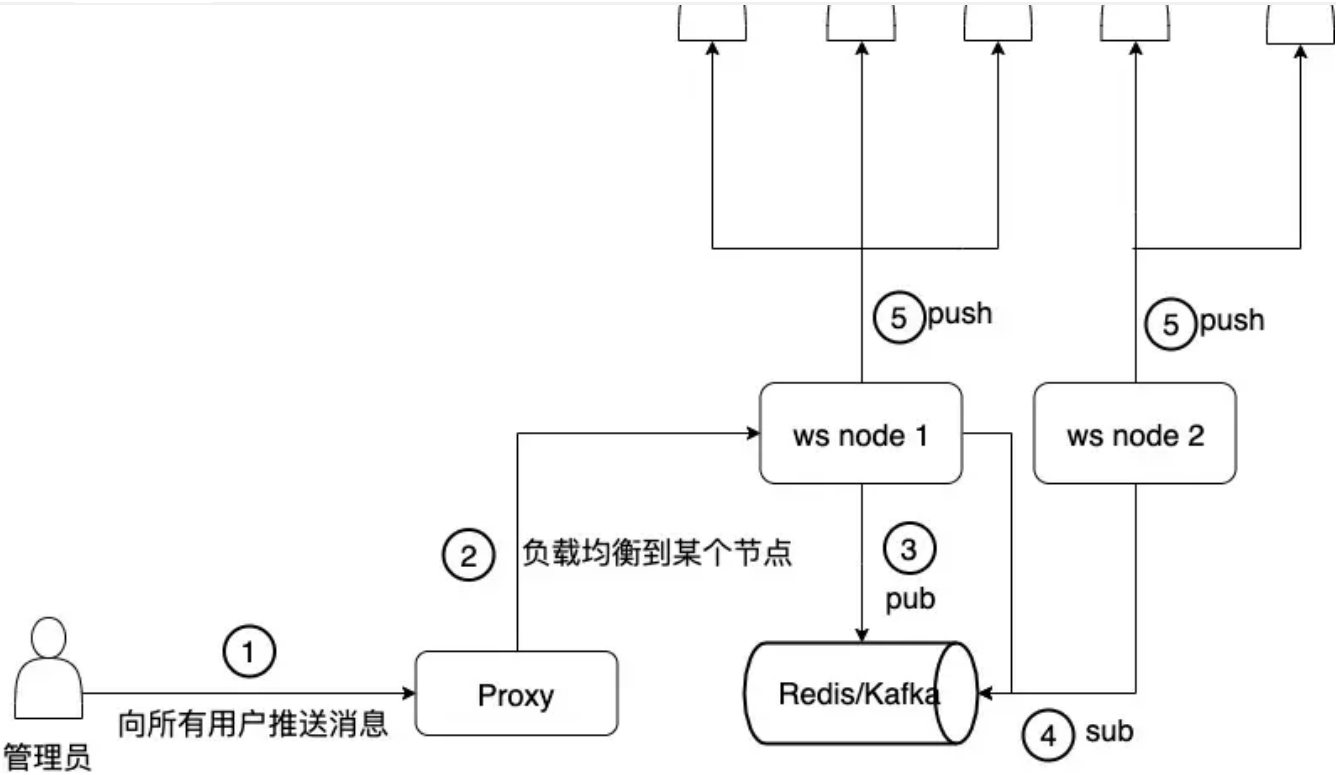 5 push
5 push
ws node 1
ws node 2
2 负载均衡到某个节点
3
pub
1
向所有用户推送消息
管理员
Proxy
Redis/Kafka
4 sub